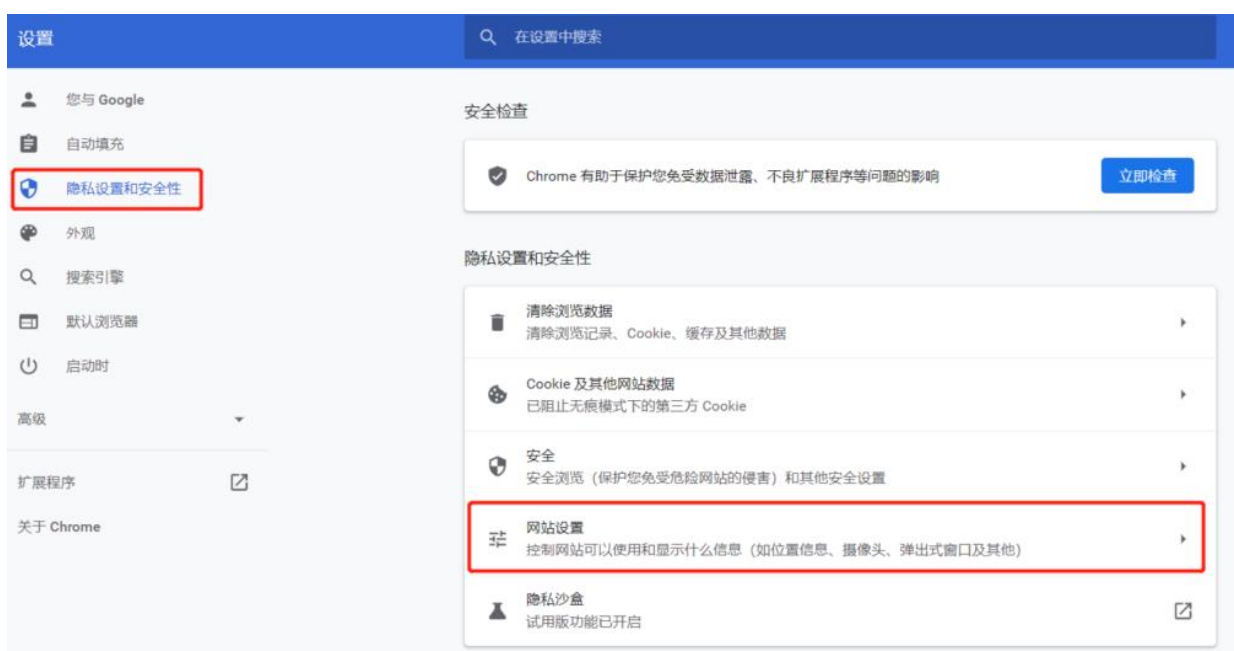 设置
在设置中搜索
您与 Google
自动填充
隐私设置和安全性
外观
搜索引擎
默认浏览器
启动时
高级
扩展程序
关于 Chrome
安全检查
Chrome 有助于保护您免受数据泄露、不良扩展程序等问题的影响
立即检查
隐私设置和安全性
清除浏览数据
清除浏览记录、Cookie、缓存及其他数据
Cookie 及其他网站数据
已阻止无痕模式下的第三方 Cookie
安全
安全浏览（保护您免受危险网站的侵害）和其他安全设置
网站设置
控制网站可以使用和显示什么信息（如位置信息、摄像头、弹出式窗口及其他）
隐私沙盒
试用版功能已开启